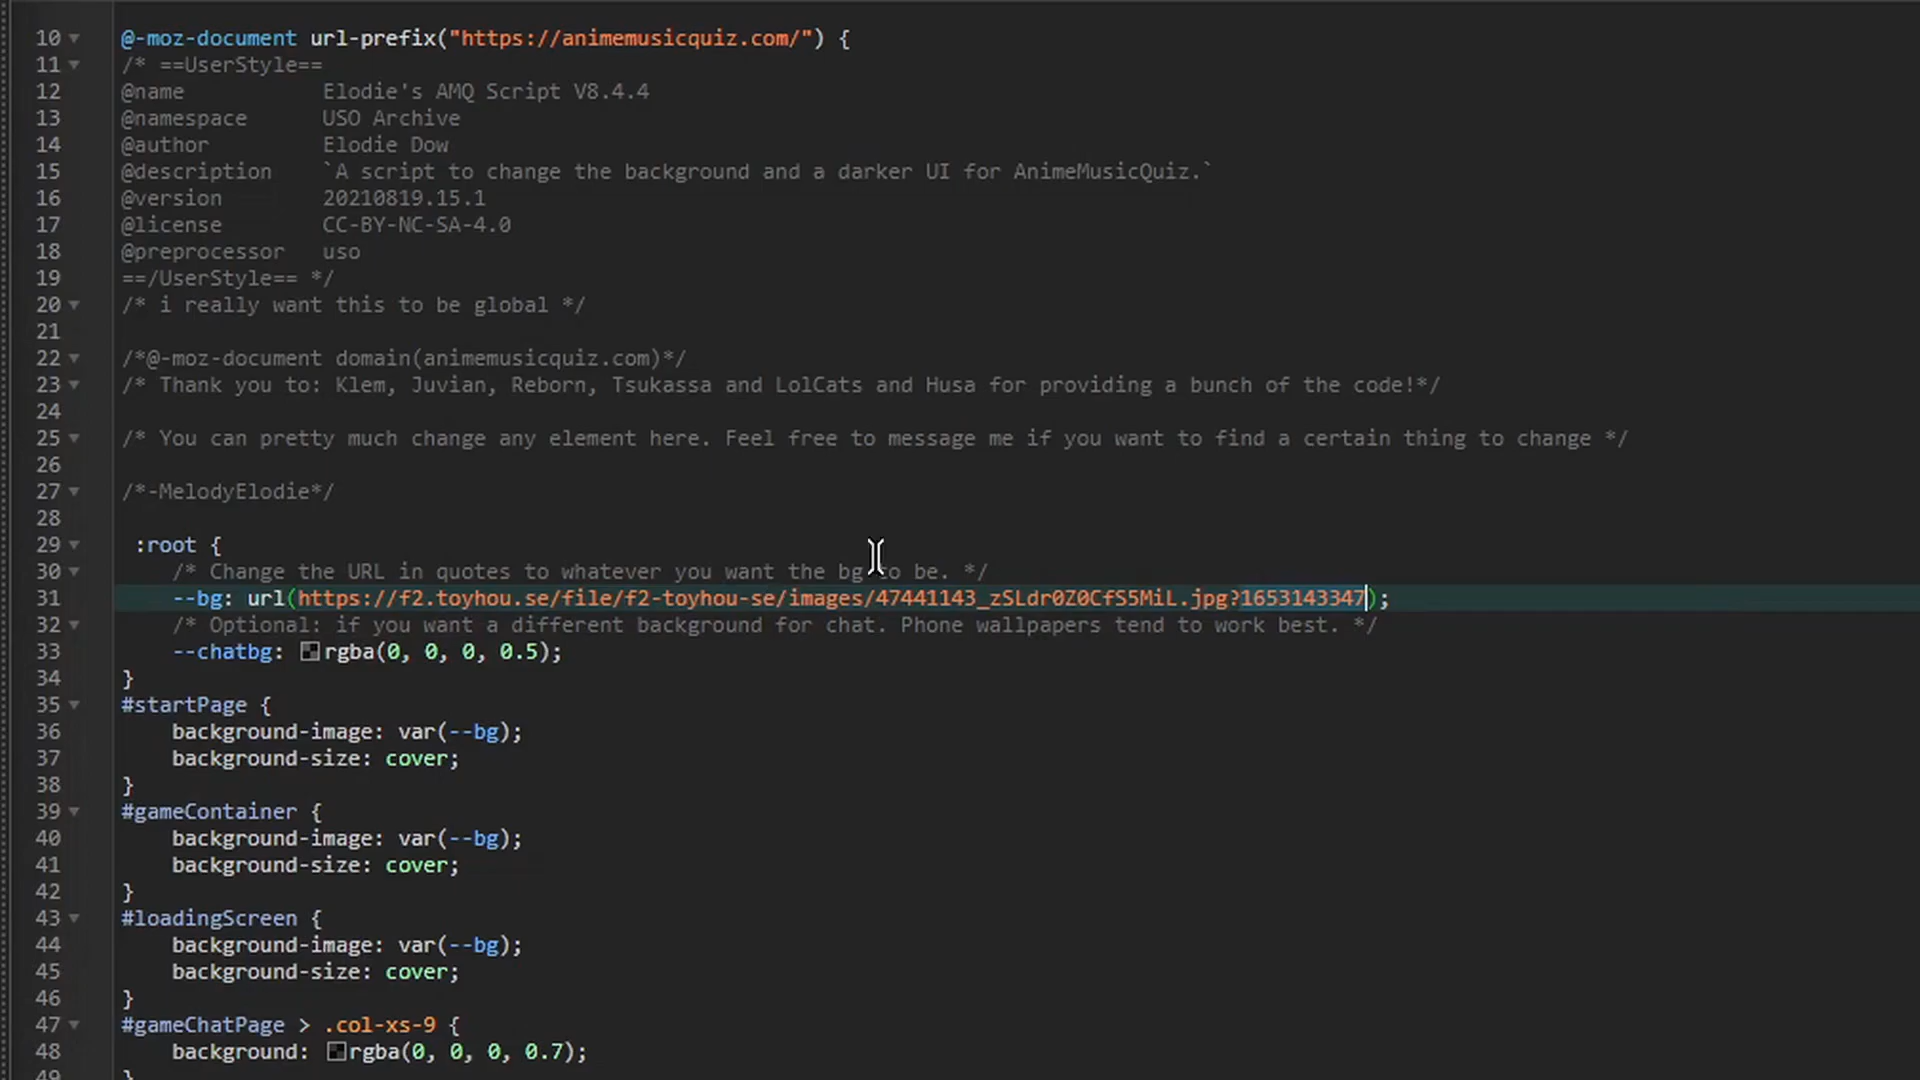 10 @-moz-document url-prefix("https://animemusicquiz.com/") {
11 /* ==UserStyle==
12 @name Elodie's AMQ Script V8.4.4
13 @namespace USO Archive
14 @author Elodie Dow
15 @description `A script to change the background and a darker UI for AnimeMusicQuiz.`
16 @version 20210819.15.1
17 @license CC-BY-NC-SA-4.0
18 @preprocessor uso
19 ==/UserStyle== */
20 /* i really want this to be global */
21
22 /*@-moz-document domain(animemusicquiz.com)*/
23 /* Thank you to: Klem, Juvian, Reborn, Tsukassa and LolCats and Husa for providing a bunch of the code!*/
24
25 /* You can pretty much change any element here. Feel free to message me if you want to find a certain thing to change */
26
27 /*-MelodyElodie*/
28
29 :root {
30 /* Change the URL in quotes to whatever you want the bg to be. */
31 --bg: url(https://f2.toyhou.se/file/f2-toyhou-se/images/47441143_zSLdr0Z0CfS5MiL.jpg?1653143347);
32 /* Optional: if you want a different background for chat. Phone wallpapers tend to work best. */
33 --chatbg: rgba(0, 0, 0, 0.5);
34 }
35 #startPage {
36 background-image: var(--bg);
37 background-size: cover;
38 }
39 #gameContainer {
40 background-image: var(--bg);
41 background-size: cover;
42 }
43 #loadingScreen {
44 background-image: var(--bg);
45 background-size: cover;
46 }
47 #gameChatPage > .col-xs-9 {
48 background: rgba(0, 0, 0, 0.7);
49 }